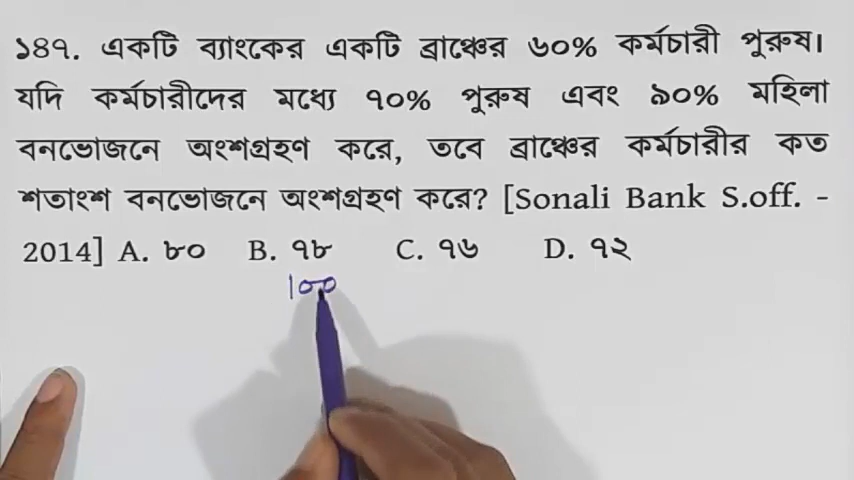 ১৪৭. একটি ব্যাংকের একটি ব্রাঞ্চের ৬০% কর্মচারী পুরুষ।
যদি কর্মচারীদের মধ্যে ৭০% পুরুষ এবং ৯০% মহিলা
বনভোজনে অংশগ্রহণ করে, তবে ব্রাঞ্চের কর্মচারীর কত
শতাংশ বনভোজনে অংশগ্রহণ করে? [Sonali Bank S.off. -
2014] A. ৮০ B. ৭৮ C. ৭৬ D. ৭২
100